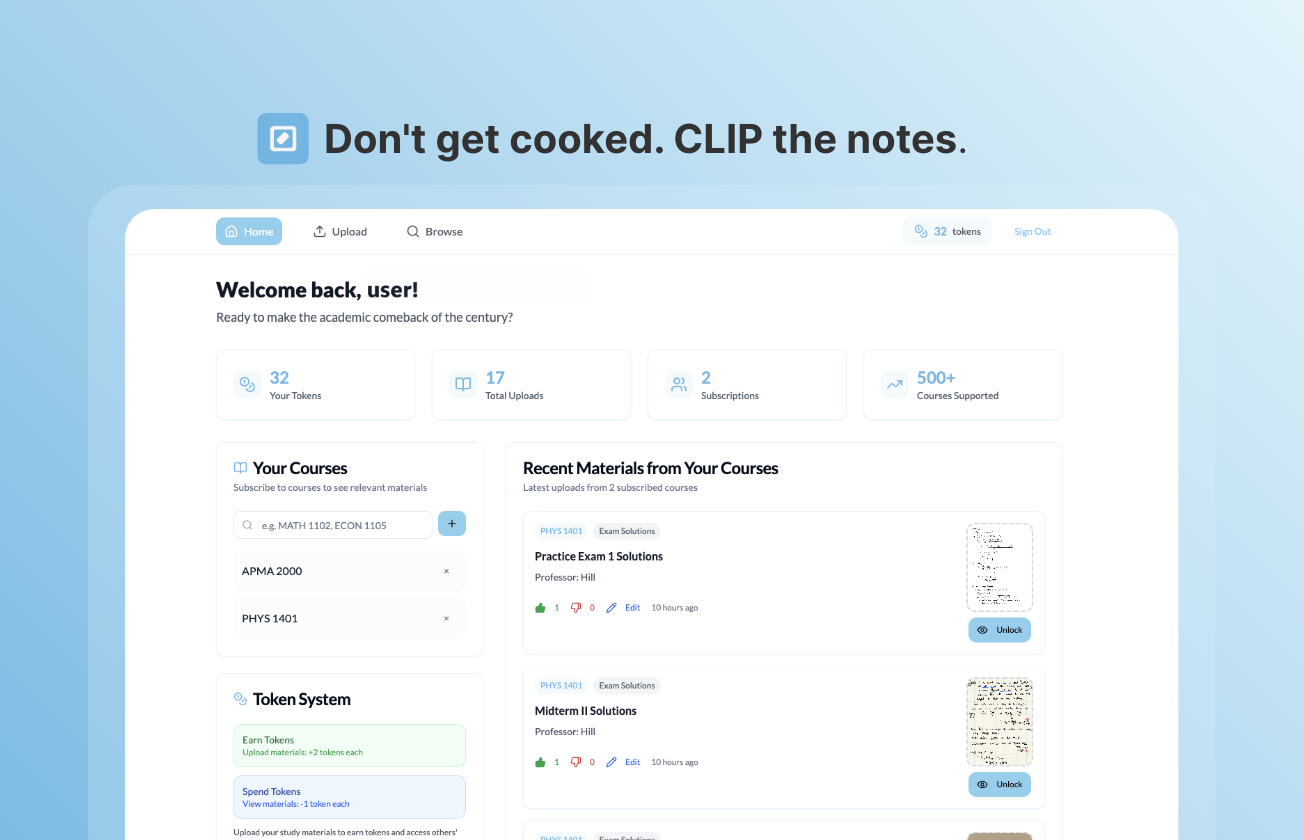 Don't get cooked. CLIP the notes.
Home
Upload
Browse
32 tokens
Sign Out
Welcome back, user!
Ready to make the academic comeback of the century?
32
Your Tokens
17
Total Uploads
2
Subscriptions
500+
Courses Supported
Your Courses
Subscribe to courses to see relevant materials
e.g. MATH 1102, ECON 1105
+
APMA 2000 ×
PHYS 1401 ×
Token System
Earn Tokens
Upload materials: +2 tokens each
Spend Tokens
View materials: -1 token each
Upload your study materials to earn tokens and access others'
Recent Materials from Your Courses
Latest uploads from 2 subscribed courses
PHYS 1401 Exam Solutions
Practice Exam 1 Solutions
Professor: Hill
1 0 Edit 10 hours ago
Unlock
PHYS 1401 Exam Solutions
Midterm II Solutions
Professor: Hill
1 0 Edit 10 hours ago
Unlock
PHYS 1401 Exam Solutions